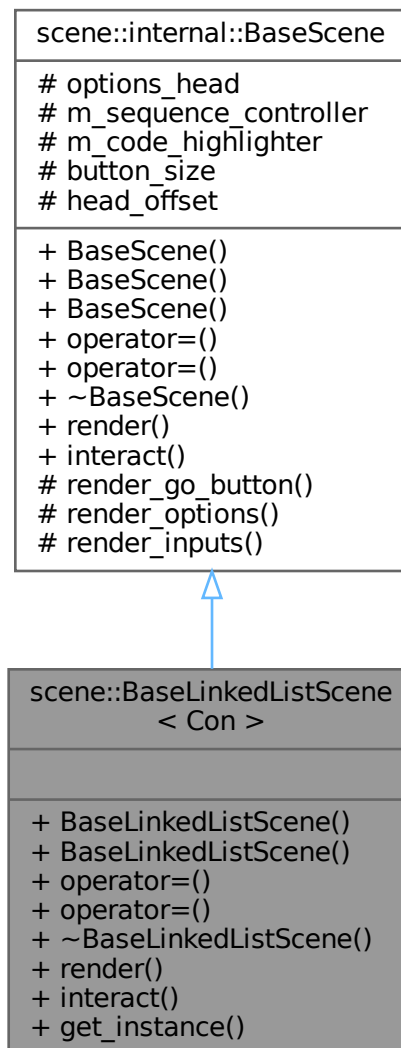 scene::internal::BaseScene
# options_head
# m_sequence_controller
# m_code_highlighter
# button_size
# head_offset
+ BaseScene()
+ BaseScene()
+ BaseScene()
+ operator=()
+ operator=()
+ ~BaseScene()
+ render()
+ interact()
# render_go_button()
# render_options()
# render_inputs()
scene::BaseLinkedListScene
< Con >
+ BaseLinkedListScene()
+ BaseLinkedListScene()
+ operator=()
+ operator=()
+ ~BaseLinkedListScene()
+ render()
+ interact()
+ get_instance()